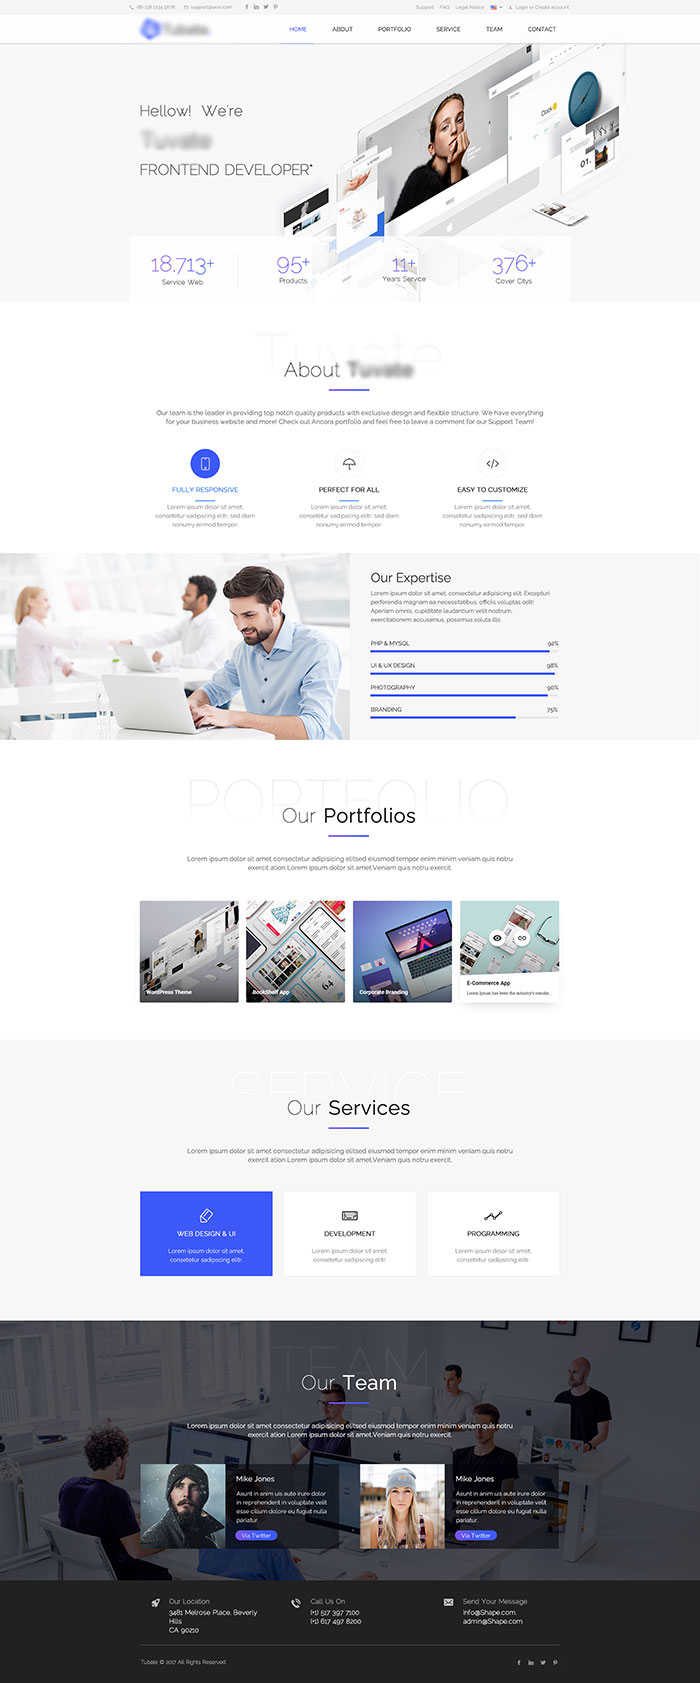 +86 538 1234 5678 support@xxxx.com Support FAQ Legal Notice Login or Create account
Tubate.
HOME ABOUT PORTFOLIO SERVICE TEAM CONTACT
Hellow! We're
Tuvate
FRONTEND DEVELOPER*
18.713+ 95+ 11+ 376+
Service Web Products Years Service Cover Citys
Tuvate
About Tuvate
Our team is the leader in providing top notch quality products with exclusive design and flexible structure. We have everything
for your business website and more! Check out Ancora portfolio and feel free to leave a comment for our Support Team!
FULLY RESPONSIVE
Lorem ipsum dolor sit amet,
consetetur sadipscing elitr, sed diam
nonumy eirmod tempor.
PERFECT FOR ALL
Lorem ipsum dolor sit amet,
consetetur sadipscing elitr, sed diam
nonumy eirmod tempor.
EASY TO CUSTOMIZE
Lorem ipsum dolor sit amet,
consetetur sadipscing elitr, sed diam
nonumy eirmod tempor.
Our Expertise
Lorem ipsum dolor sit amet, consectetur adipisicing elit. Excepturi
perferendis magnam ea necessitatibus, officiis voluptas odit!
Aperiam omnis, cupiditate laudantium velit nostrum,
exercitationem accusamus, possimus soluta illo.
PHP & MYSQL 92%
UI & UX DESIGN 98%
PHOTOGRAPHY 90%
BRANDING 75%
PORTFOLIO
Our Portfolios
Lorem ipsum dolor sit amet consectetur adipisicing elitsed eiusmod tempor enim minim veniam quis nostru
exercitation elit Lorem ipsum dolor sit amet.Veniam quis nostru exercit.
WordPress Theme
BookShelf App
Corporate Branding
E-Commerce App
Lorem Ipsum has been the industry's standar..
SERVICE
Our Services
Lorem ipsum dolor sit amet consectetur adipisicing elitsed eiusmod tempor enim minim veniam quis nostru
exercitation elit Lorem ipsum dolor sit amet.Veniam quis nostru exercit.
WEB DESIGN & UI
Lorem ipsum dolor sit amet,
consetetur sadipscing elitr.
DEVELOPMENT
Lorem ipsum dolor sit amet,
consetetur sadipscing elitr.
PROGRAMMING
Lorem ipsum dolor sit amet,
consetetur sadipscing elitr.
TEAM
Our Team
Lorem ipsum dolor sit amet consectetur adipisicing elitsed eiusmod tempor enim minim veniam quis nostru
exercitation elit Lorem ipsum dolor sit amet.Veniam quis nostru exercit.
Mike Jones
Asunt in anim uis aute irure dolor
in reprehenderit in voluptate velit
esse cillum dolore eu fugiat nulla
pariatur.
Via Twitter
Mike Jones
Asunt in anim uis aute irure dolor
in reprehenderit in voluptate velit
esse cillum dolore eu fugiat nulla
pariatur.
Via Twitter
Our Location
3481 Melrose Place, Beverly
Hills
CA 90210
Call Us On
(+1) 517 397 7100
(+1) 617 497 8200
Send Your Message
Info@Shape.com,
admin@Shape.com
Tubate © 2017 All Rights Reserved.